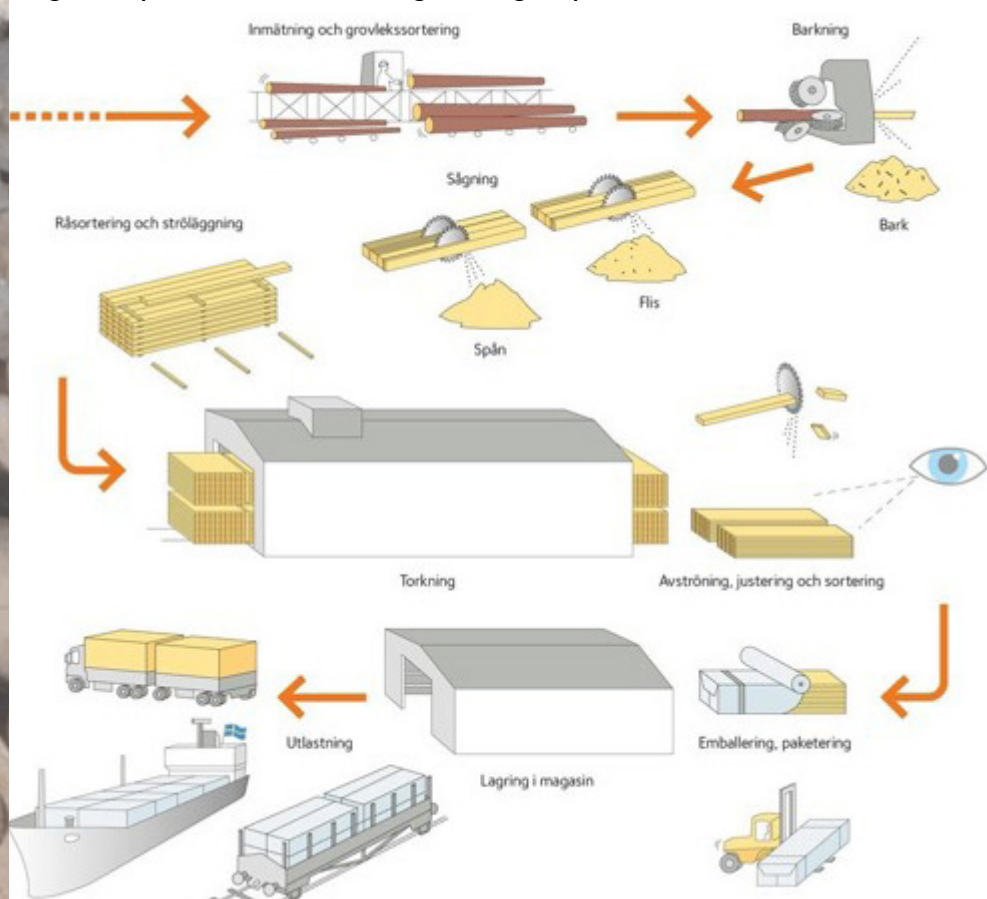 Inmätning och grovlekssortering
Barkning
Sågning
Bark
Råsortering och ströläggning
Flis
Spån
Torkning
Avströning, justering och sortering
Utlastning
Emballering, paketering
Lagring i magasin